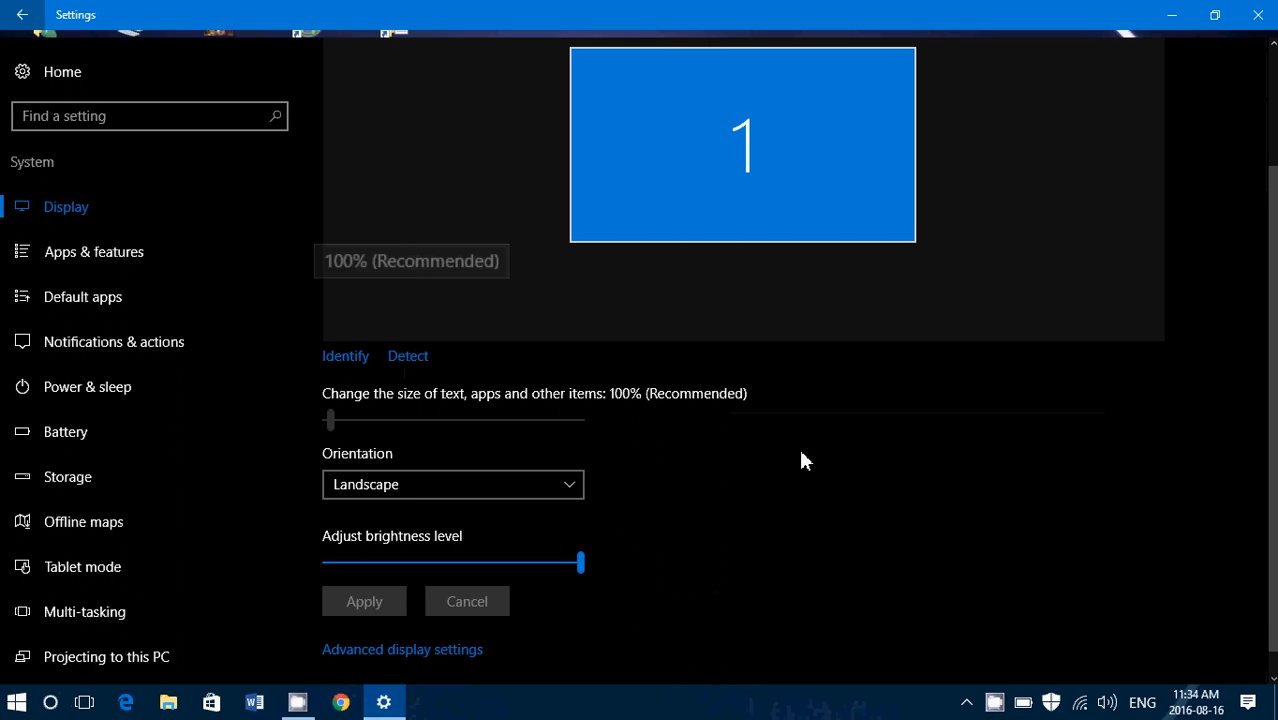 Settings
Home
Find a setting
System
Display
Apps & features
Default apps
Notifications & actions
Power & sleep
Battery
Storage
Offline maps
Tablet mode
Multi-tasking
Projecting to this PC
1
100% (Recommended)
Identify Detect
Change the size of text, apps and other items: 100% (Recommended)
Orientation
Landscape
Adjust brightness level
Apply Cancel
Advanced display settings
ENG
11:34 AM
2016-08-16